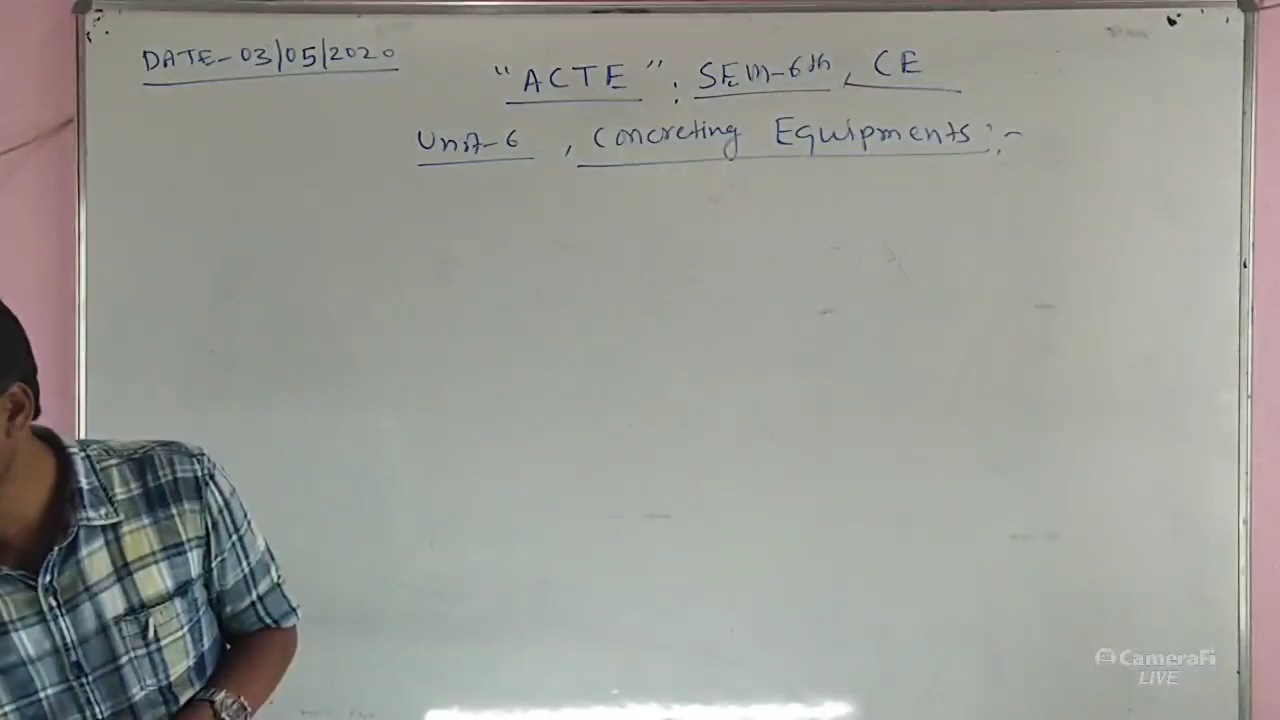 DATE-03/05/2020
"ACTE": SEM-6th, CE
Unit-6, Concreting Equipments:-
CameraFi
LIVE